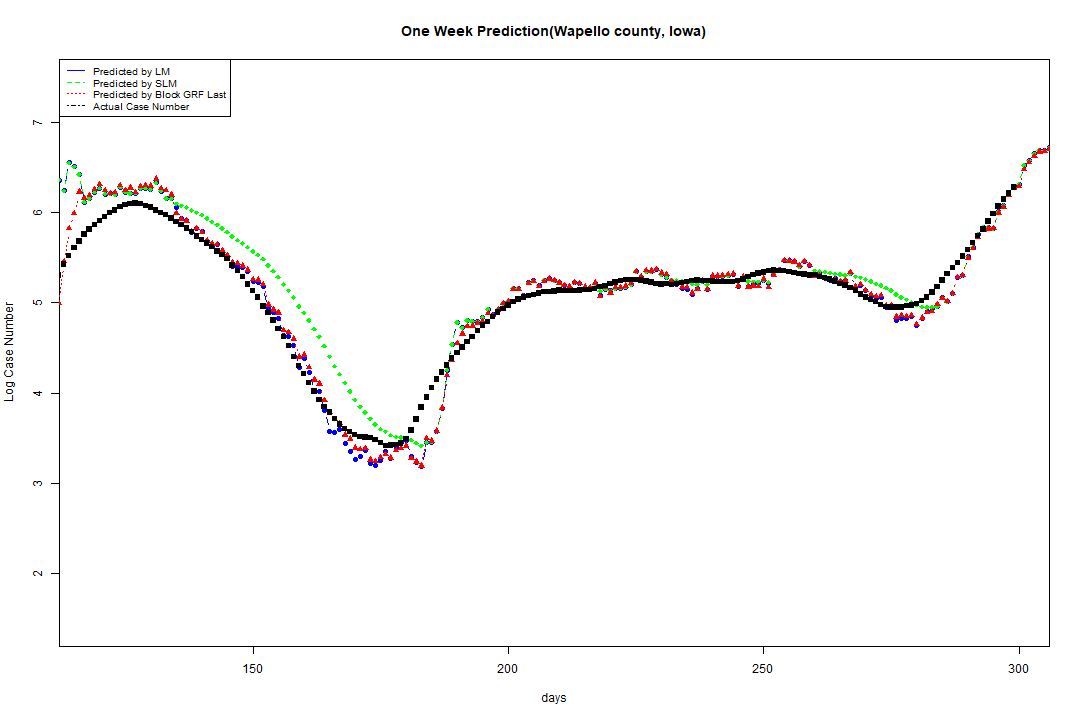 One Week Prediction(Wapello county, Iowa)
Predicted by LM
Predicted by SLM
Predicted by Block GRF Last
Actual Case Number
7
6
5
4
3
2
Log Case Number
150 200 250 300
days